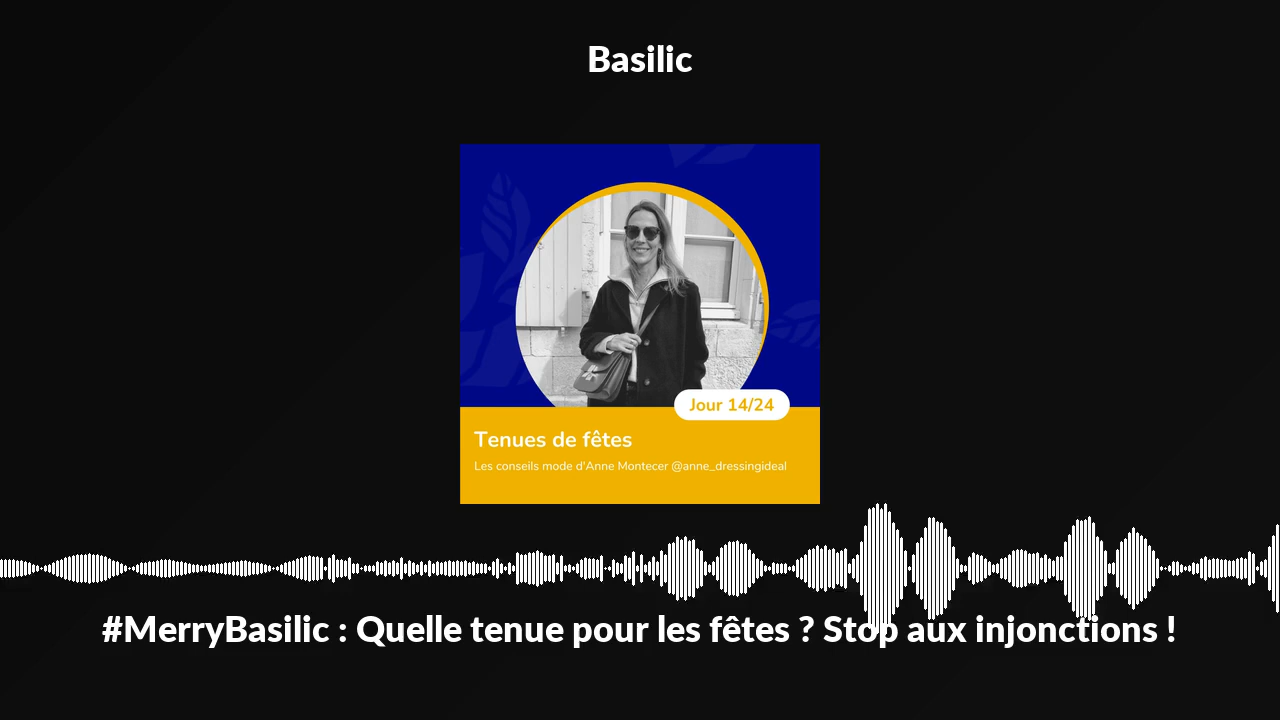 Basilic
Jour 14/24
Tenues de fêtes
Les conseils mode d'Anne Montecer @anne_dressingideal
#MerryBasilic : Quelle tenue pour les fêtes ? Stop aux injonctions !